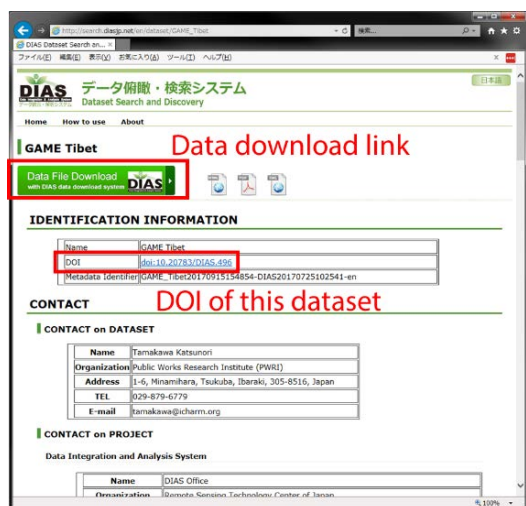 http://search.diasjp.net/en/dataset/GAME_Tibet
検索...
DIAS Dataset Search an...
ファイル(F) 編集(E) 表示(V) お気に入り(A) ツール(T) ヘルプ(H)
DIAS
データ俯瞰・検索システム
Dataset Search and Discovery
日本語
Home How to use About
GAME Tibet
Data download link
Data File Download
with DIAS data download system
DIAS
IDENTIFICATION INFORMATION
Name GAME Tibet
DOI doi:10.20783/DIAS.496
Metadata Identifier GAME_Tibet20170915154854-DIAS20170725102541-en
DOI of this dataset
CONTACT
CONTACT on DATASET
Name Tamakawa Katsunori
Organization Public Works Research Institute (PWRI)
Address 1-6, Minamihara, Tsukuba, Ibaraki, 305-8516, Japan
TEL 029-879-6779
E-mail tamakawa@icharm.org
CONTACT on PROJECT
Data Integration and Analysis System
Name DIAS Office
Organization Remote Sensing Technology Center of Japan
100%